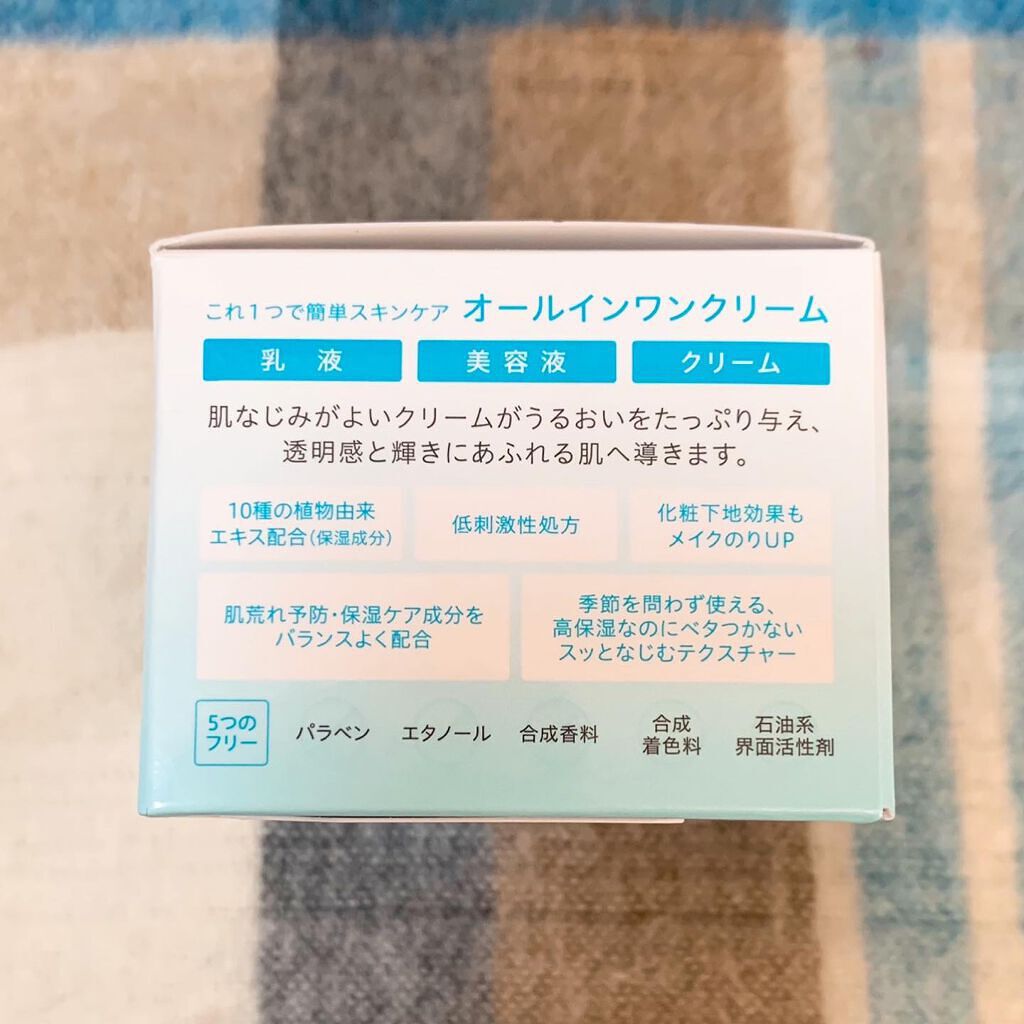 これ1つで簡単スキンケア オールインワンクリーム
乳液 美容液 クリーム
肌なじみがよいクリームがうるおいをたっぷり与え、
透明感と輝きにあふれる肌へ導きます。
10種の植物由来
エキス配合(保湿成分)
低刺激性処方
化粧下地効果も
メイクのりUP
肌荒れ予防・保湿ケア成分を
バランスよく配合
季節を問わず使える、
高保湿なのにベタつかない
スッとなじむテクスチャー
5つの
フリー
パラベン
エタノール
合成香料
合成
着色料
石油系
界面活性剤